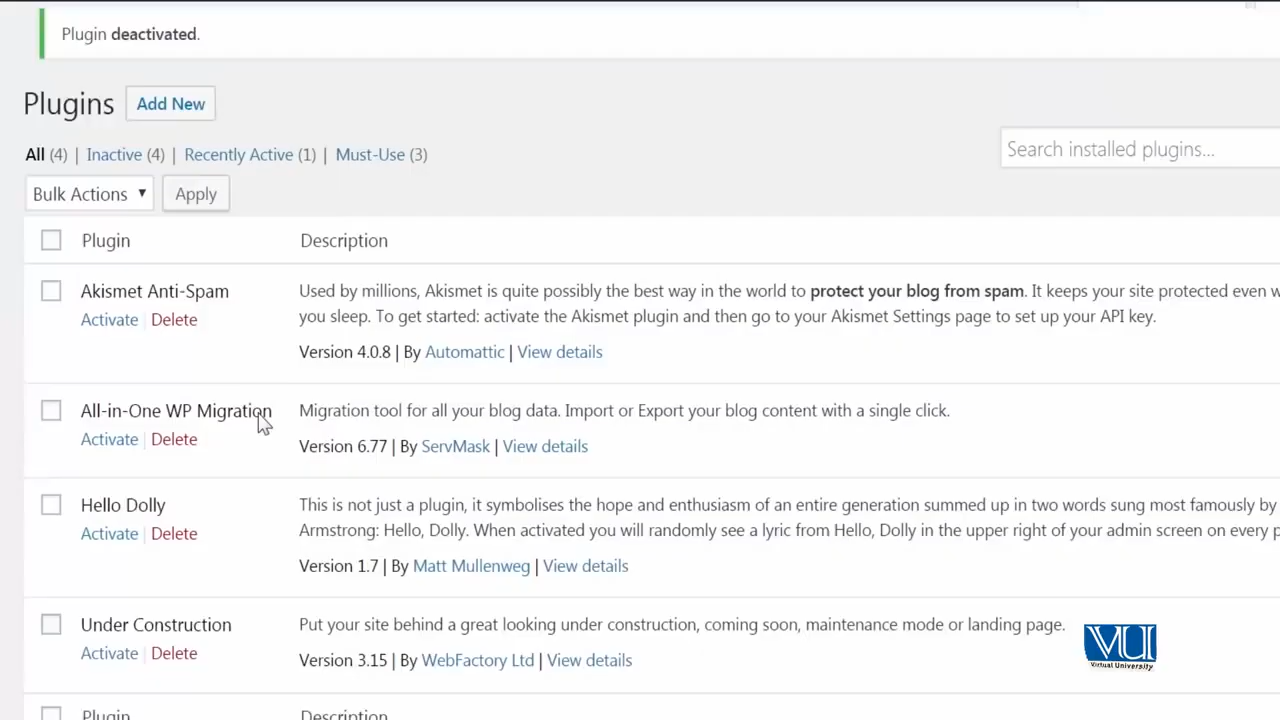 Plugin deactivated.
Plugins Add New
All (4) | Inactive (4) | Recently Active (1) | Must-Use (3)
Search installed plugins...
Bulk Actions Apply
Plugin Description
Akismet Anti-Spam
Activate | Delete
Used by millions, Akismet is quite possibly the best way in the world to protect your blog from spam. It keeps your site protected even w
you sleep. To get started: activate the Akismet plugin and then go to your Akismet Settings page to set up your API key.
Version 4.0.8 | By Automattic | View details
All-in-One WP Migration
Activate | Delete
Migration tool for all your blog data. Import or Export your blog content with a single click.
Version 6.77 | By ServMask | View details
Hello Dolly
Activate | Delete
This is not just a plugin, it symbolises the hope and enthusiasm of an entire generation summed up in two words sung most famously by
Armstrong: Hello, Dolly. When activated you will randomly see a lyric from Hello, Dolly in the upper right of your admin screen on every p
Version 1.7 | By Matt Mullenweg | View details
Under Construction
Activate | Delete
Put your site behind a great looking under construction, coming soon, maintenance mode or landing page.
Version 3.15 | By WebFactory Ltd | View details
VU
Virtual University
Plugin Description